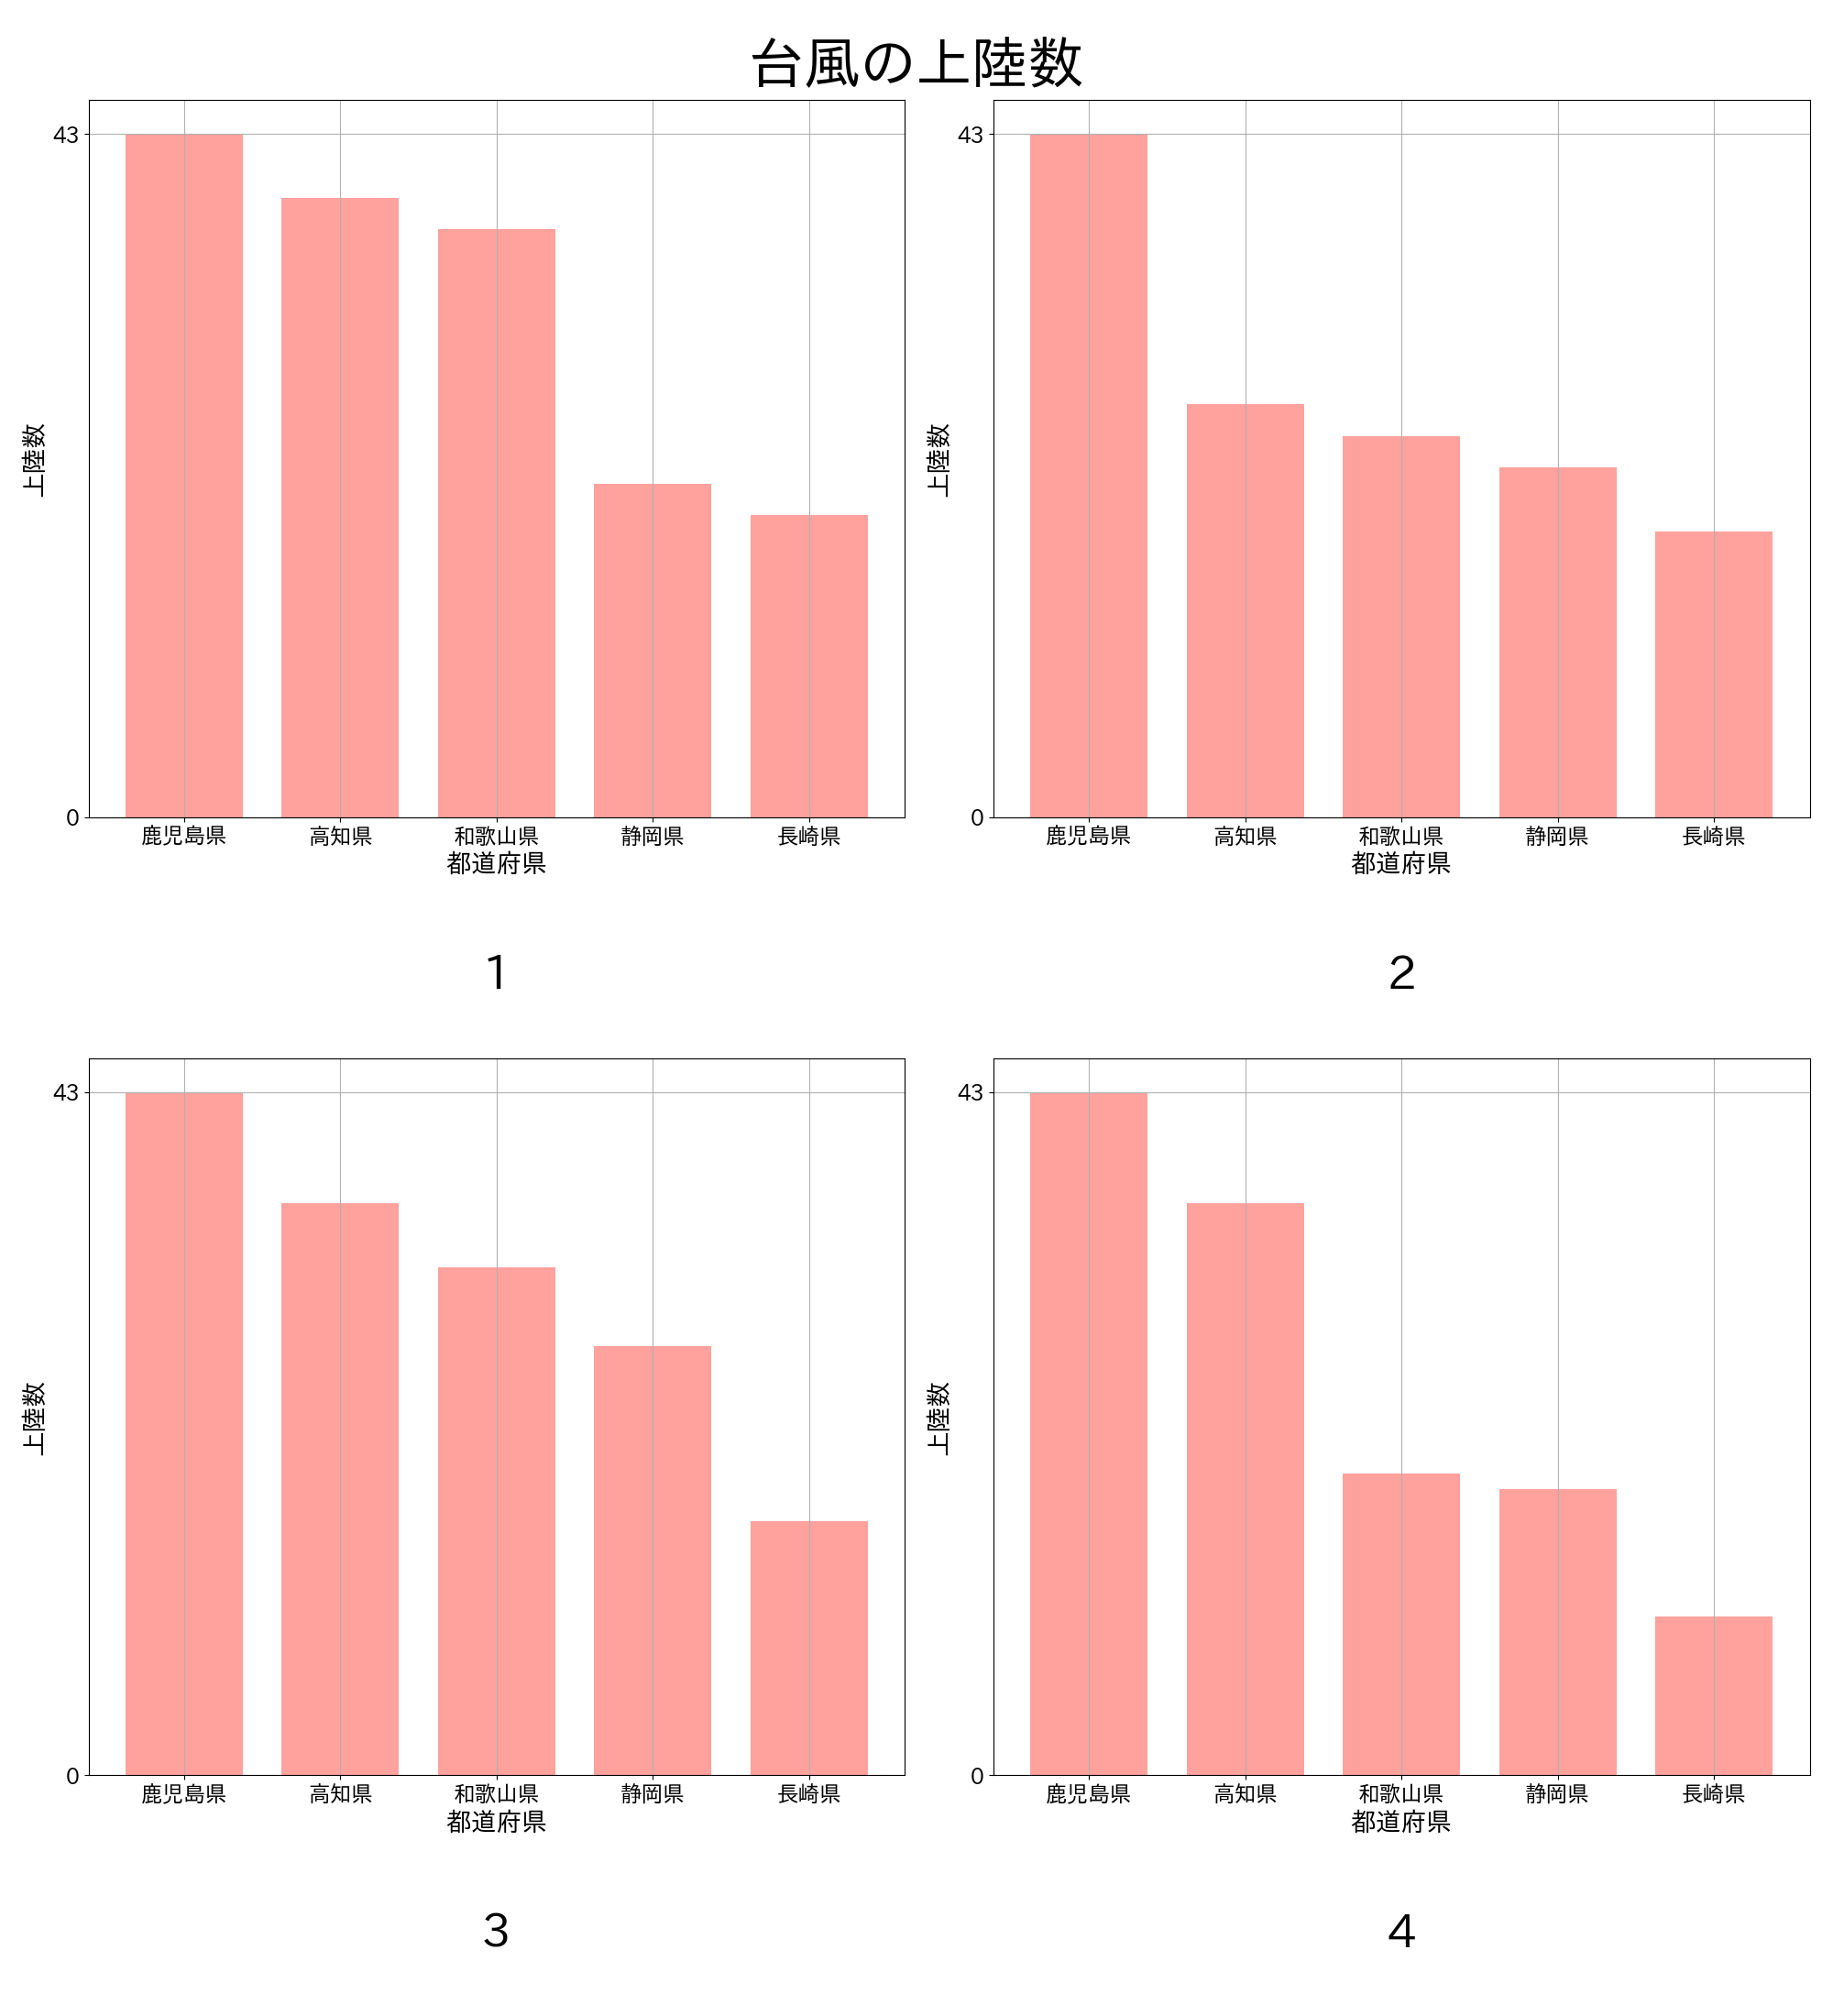 台風の上陸数
43
上陸数
0
鹿児島県 高知県 和歌山県 静岡県 長崎県
都道府県
1
43
上陸数
0
鹿児島県 高知県 和歌山県 静岡県 長崎県
都道府県
2
43
上陸数
0
鹿児島県 高知県 和歌山県 静岡県 長崎県
都道府県
3
43
上陸数
0
鹿児島県 高知県 和歌山県 静岡県 長崎県
都道府県
4